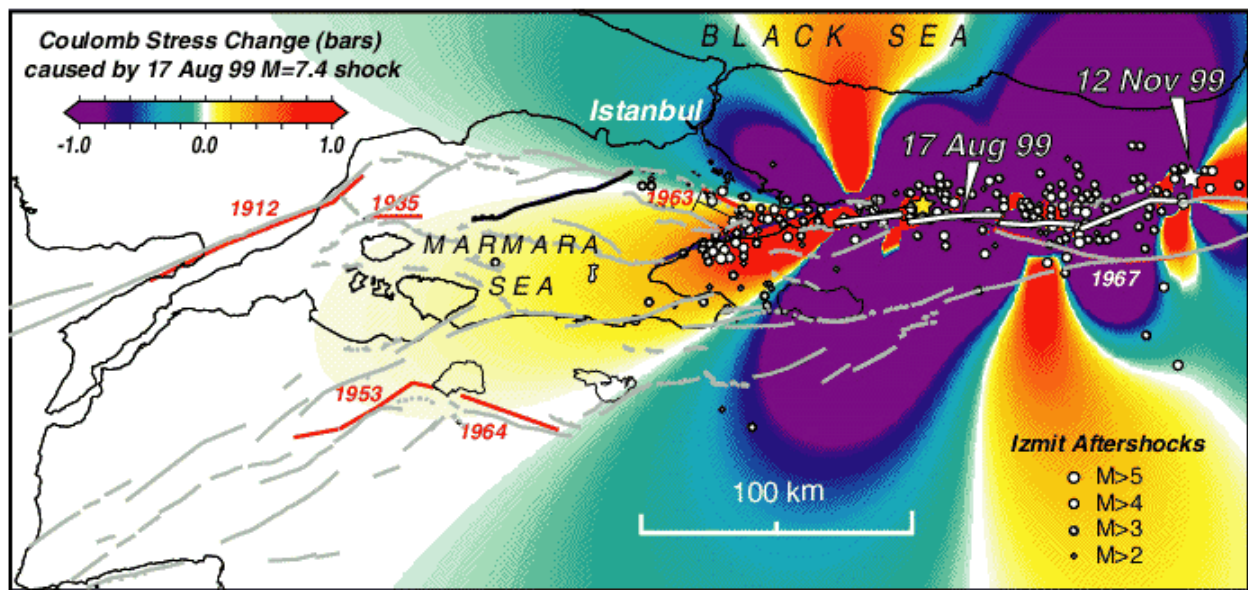 Coulomb Stress Change (bars)
caused by 17 Aug 99 M=7.4 shock
-1.0 0.0 1.0
BLACK SEA
12 Nov 99
Istanbul
17 Aug 99
1912
1935
1963
MARMARA
SEA
1967
1953
1964
100 km
Izmit Aftershocks
M>5
M>4
M>3
M>2